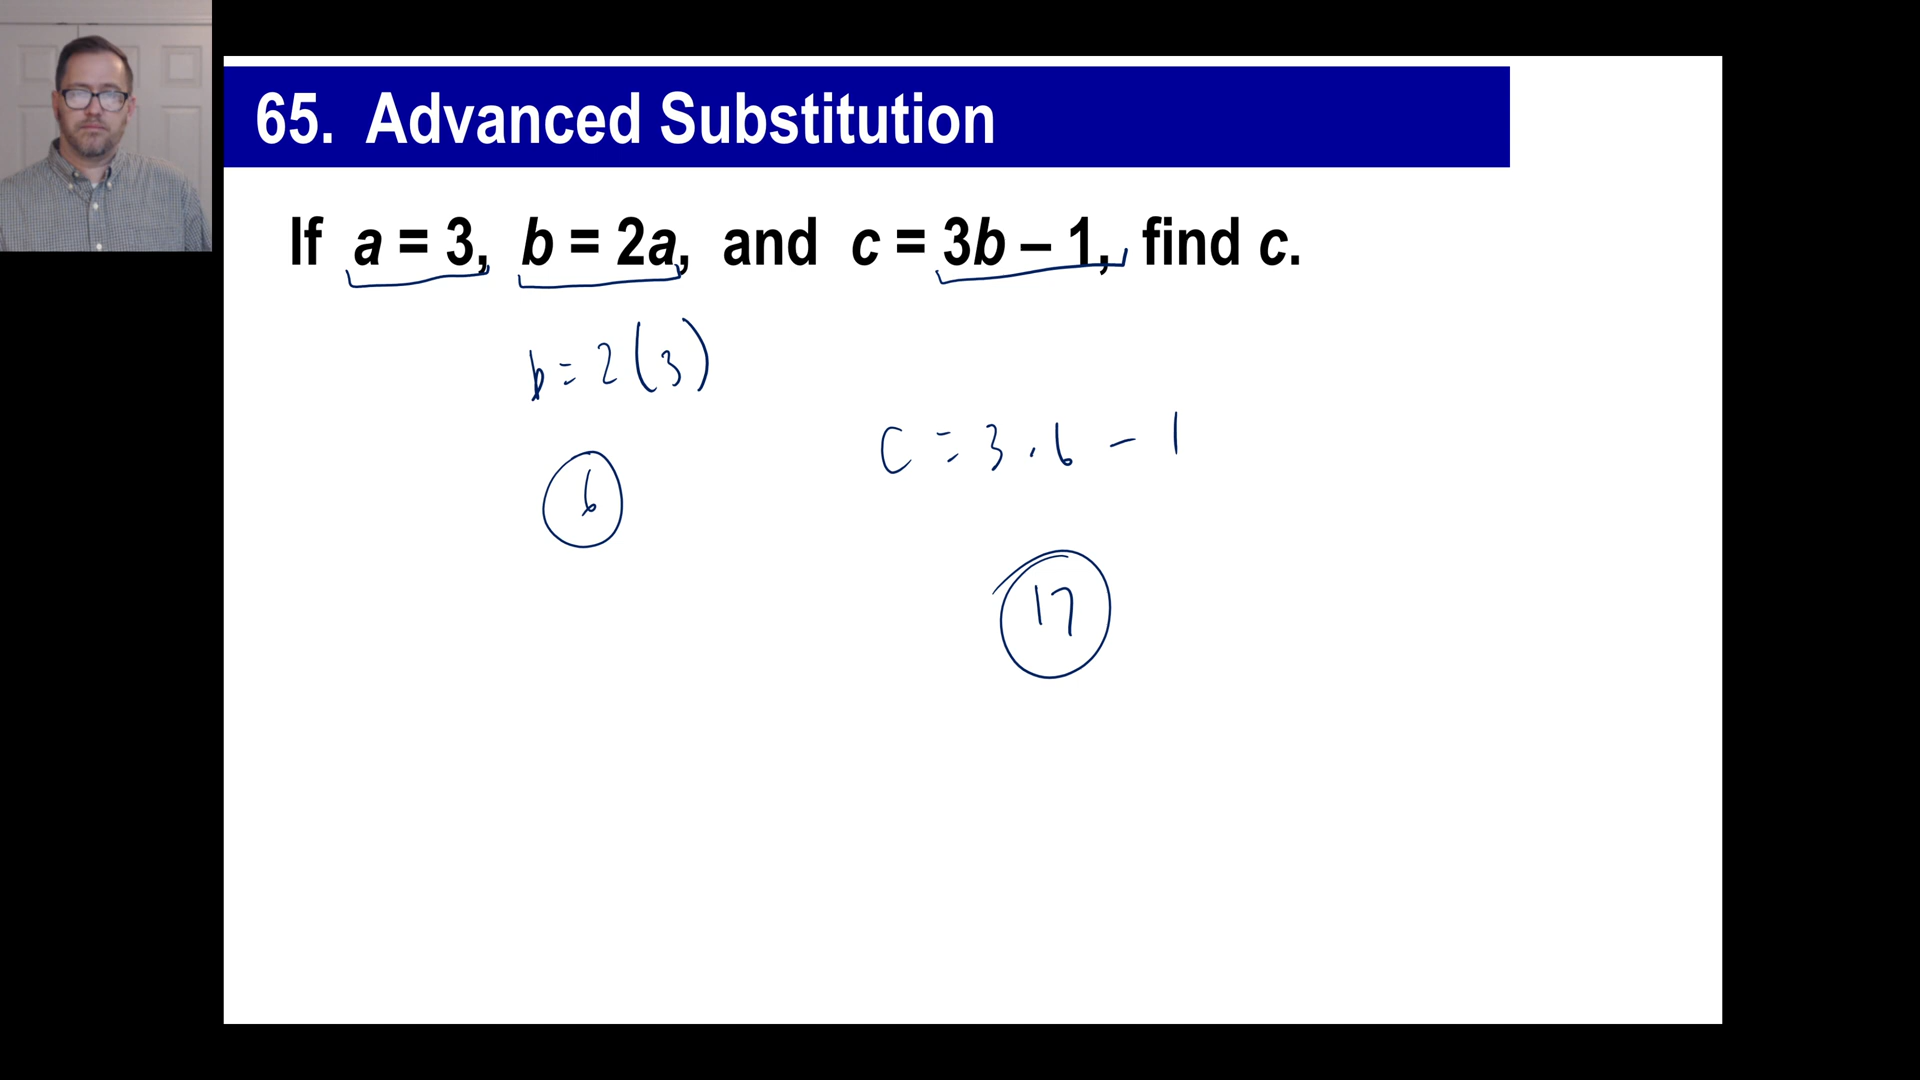 65. Advanced Substitution
If a = 3, b = 2a, and c = 3b – 1, find c.
b = 2(3)
c = 3 . 6 - 1
6
17